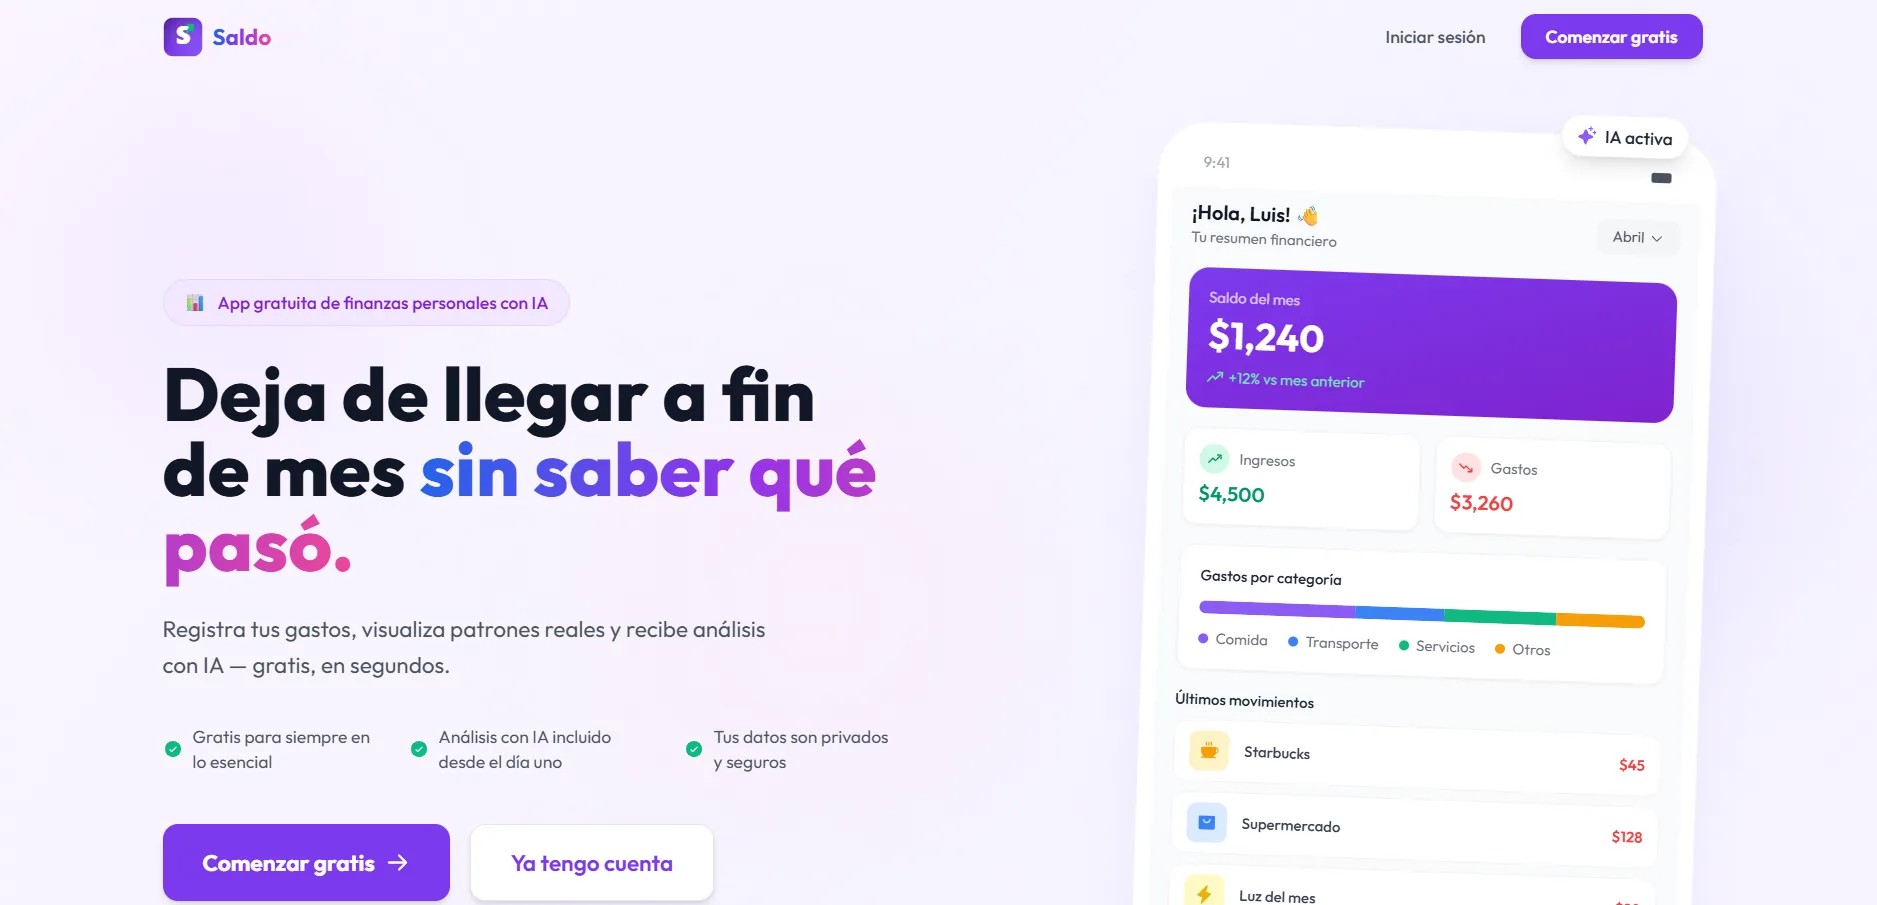 S Saldo
Iniciar sesión
Comenzar gratis
App gratuita de finanzas personales con IA
Deja de llegar a fin
de mes sin saber qué
pasó.
Registra tus gastos, visualiza patrones reales y recibe análisis
con IA — gratis, en segundos.
Gratis para siempre en
lo esencial
Análisis con IA incluido
desde el día uno
Tus datos son privados
y seguros
Comenzar gratis →
Ya tengo cuenta
IA activa
9:41
¡Hola, Luis! 👋
Tu resumen financiero
Abril
Saldo del mes
$1,240
+12% vs mes anterior
Ingresos
$4,500
Gastos
$3,260
Gastos por categoría
Comida
Transporte
Servicios
Otros
Últimos movimientos
Starbucks
$45
Supermercado
$128
Luz del mes